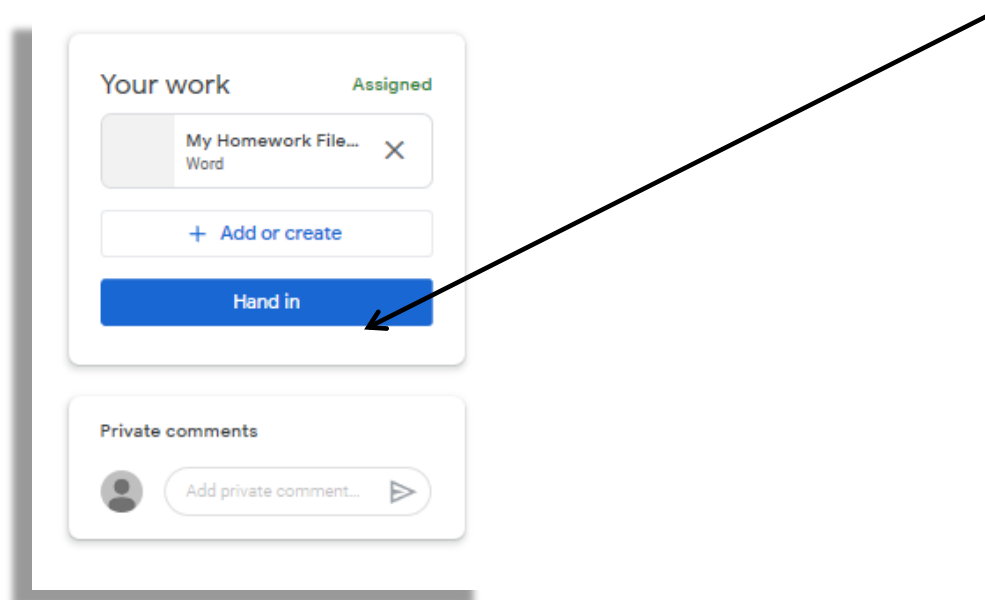 Your work Assigned
My Homework File...
Word
+ Add or create
Hand in
Private comments
Add private comment...